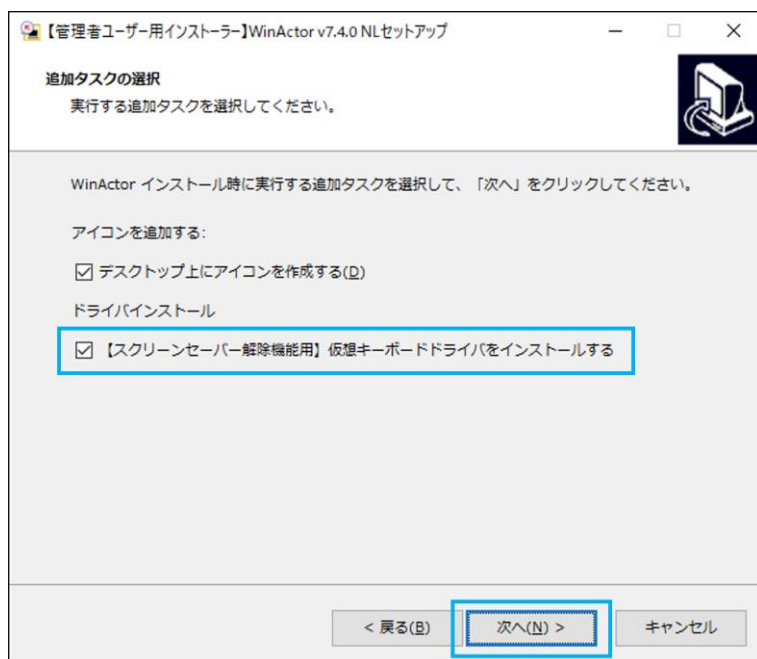 【管理者ユーザー用インストーラー】WinActor v7.4.0 NLセットアップ
追加タスクの選択
実行する追加タスクを選択してください。
WinActor インストール時に実行する追加タスクを選択して、「次へ」をクリックしてください。
アイコンを追加する:
デスクトップ上にアイコンを作成する(D)
ドライバインストール
【スクリーンセーバー解除機能用】仮想キーボードドライバをインストールする
< 戻る(B) 次へ(N) > キャンセル